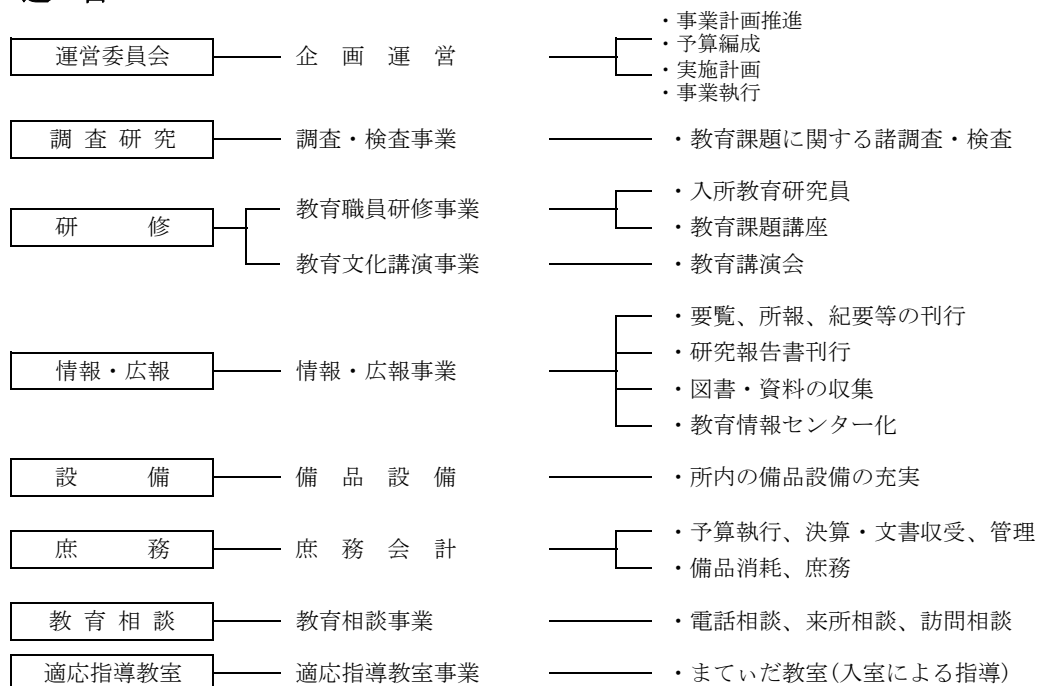 運営委員会 企画運営 ・事業計画推進
・予算編成
・実施計画
・事業執行
調査研究 調査・検査事業 ・教育課題に関する諸調査・検査
研修 教育職員研修事業 ・入所教育研究員
・教育課題講座
教育文化講演事業 ・教育講演会
・要覧、所報、紀要等の刊行
情報・広報 情報・広報事業 ・研究報告書刊行
・図書・資料の収集
・教育情報センター化
設備 備品設備 ・所内の備品設備の充実
庶務 庶務会計 ・予算執行、決算・文書収受、管理
・備品消耗、庶務
教育相談 教育相談事業 ・電話相談、来所相談、訪問相談
適応指導教室 適応指導教室事業 ・まてぃだ教室(入室による指導)